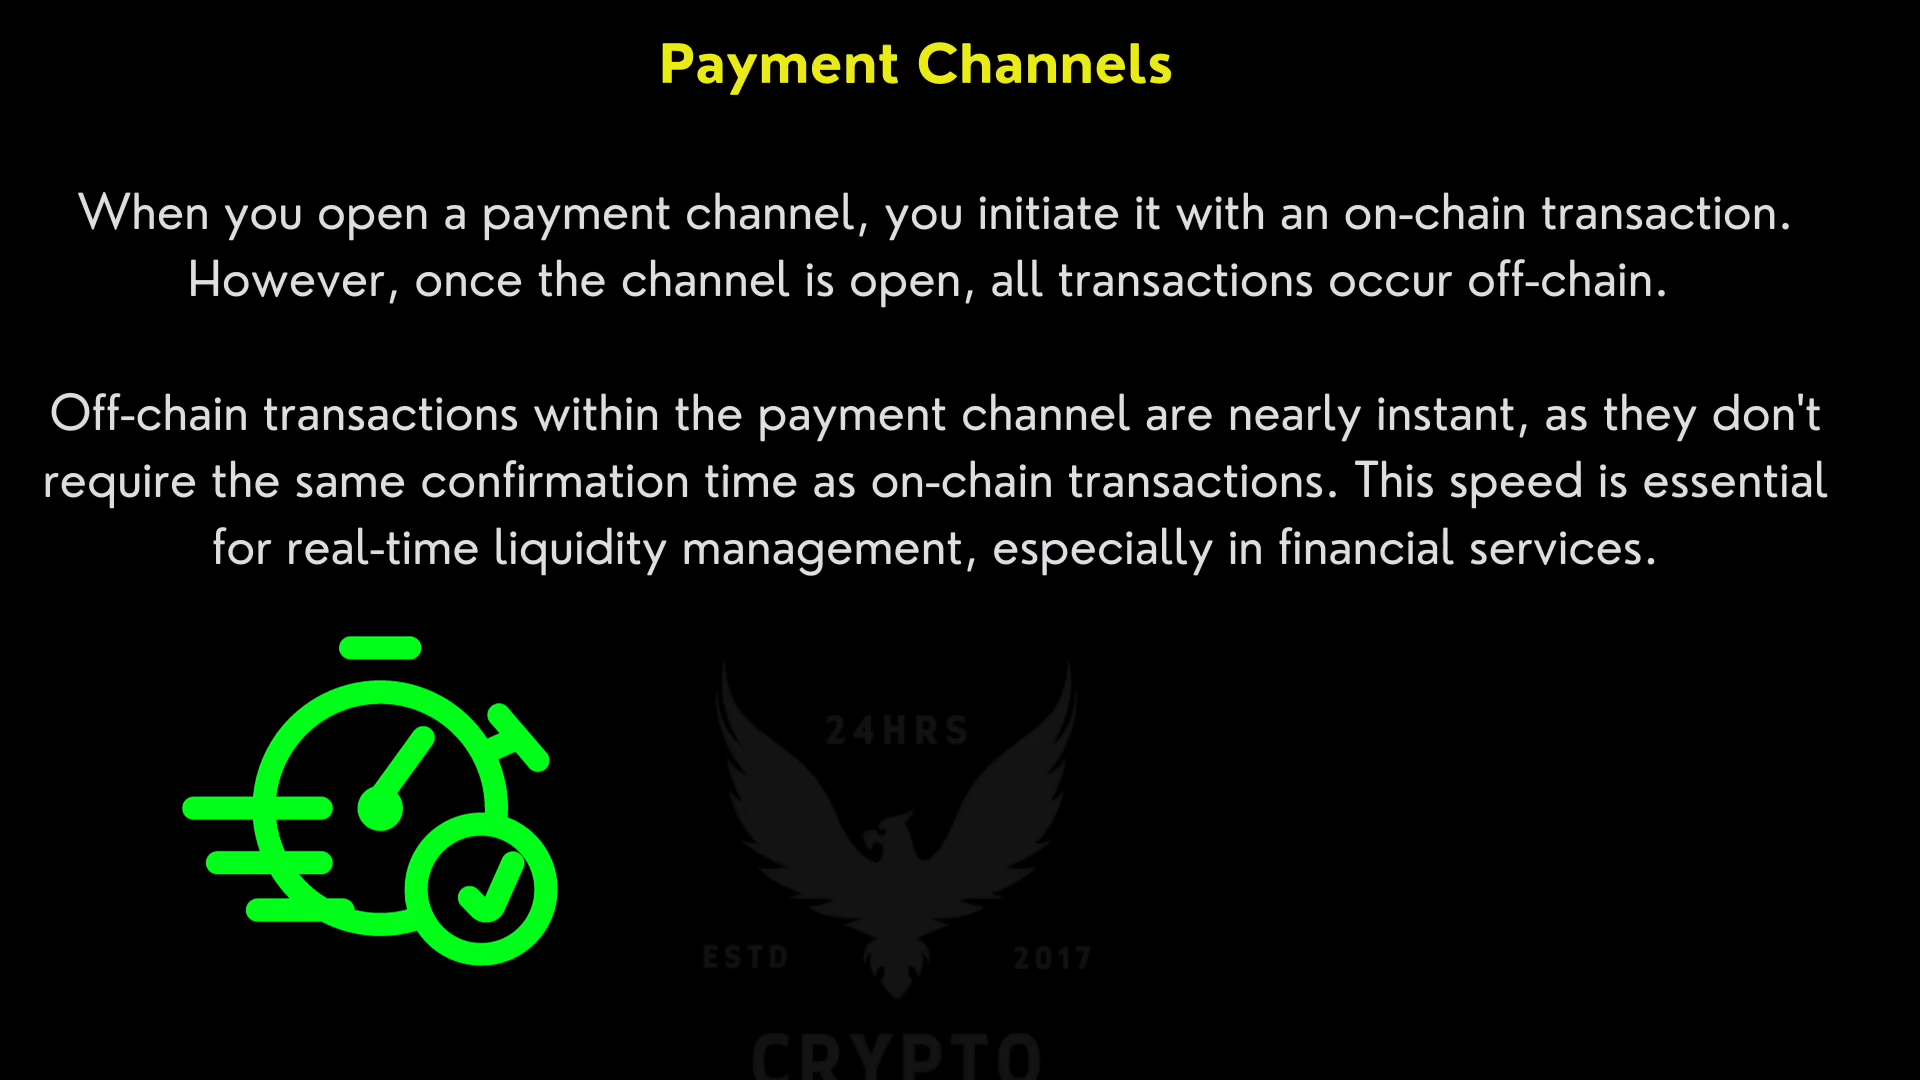 Payment Channels
When you open a payment channel, you initiate it with an on-chain transaction.
However, once the channel is open, all transactions occur off-chain.
Off-chain transactions within the payment channel are nearly instant, as they don't
require the same confirmation time as on-chain transactions. This speed is essential
for real-time liquidity management, especially in financial services.
24HRS
ESTD 2017
CRYPTO